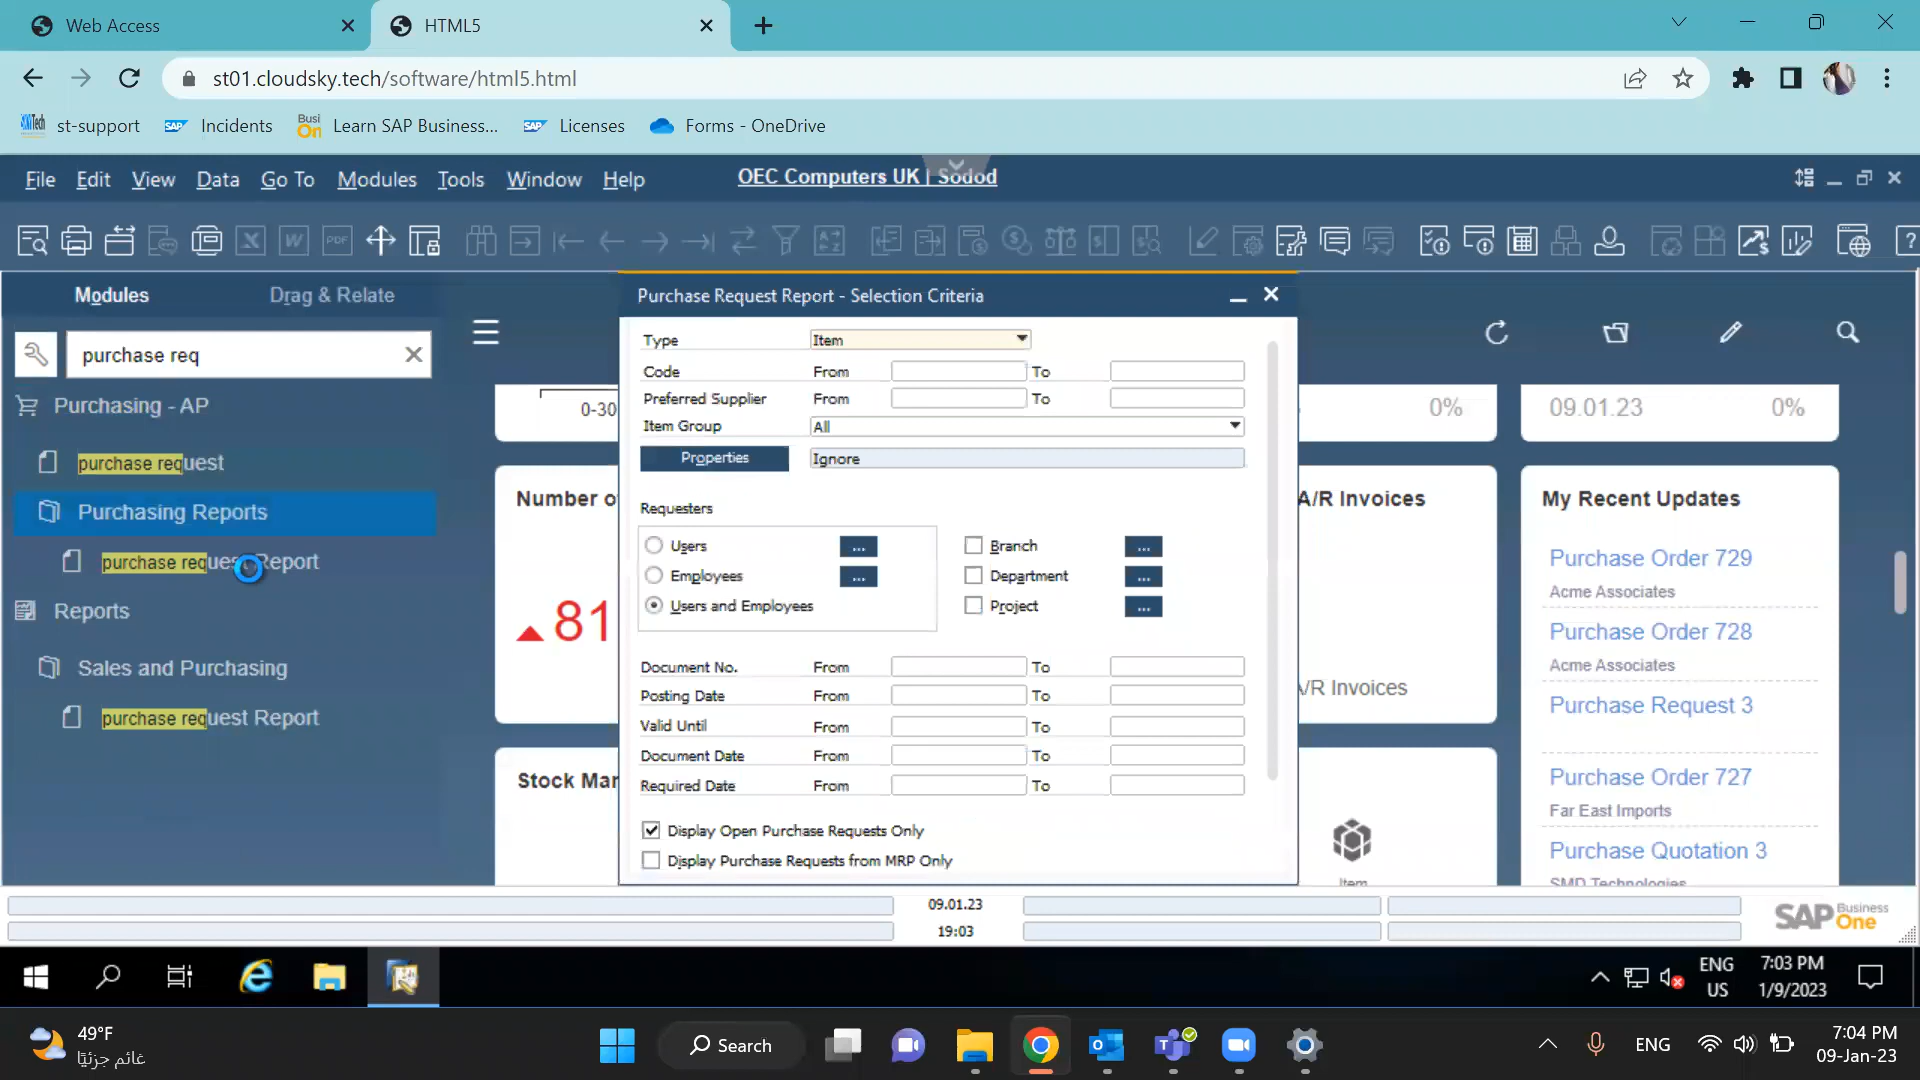 Web Access
HTML5
st01.cloudsky.tech/software/html5.html
st-support
Incidents
Busi On
Learn SAP Business...
Licenses
Forms - OneDrive
File Edit View Data Go To Modules Tools Window Help
OEC Computers UK | Sodod
Modules
Drag & Relate
Purchase Request Report - Selection Criteria
purchase req
Purchasing - AP
purchase request
Purchasing Reports
purchase request Report
Reports
Sales and Purchasing
purchase request Report
Type Item
Code From To
Preferred Supplier From To
Item Group All
Properties Ignore
Requesters
Users ...
Employees ...
Users and Employees
Branch ...
Department ...
Project ...
Document No. From To
Posting Date From To
Valid Until From To
Document Date From To
Required Date From To
Display Open Purchase Requests Only
Display Purchase Requests from MRP Only
0-30
Number o
81
Stock Mar
0%
A/R Invoices
A/R Invoices
Item
09.01.23 0%
My Recent Updates
Purchase Order 729
Acme Associates
Purchase Order 728
Acme Associates
Purchase Request 3
Purchase Order 727
Far East Imports
Purchase Quotation 3
SMD Technologies
09.01.23
19:03
SAP Business One
ENG US
7:03 PM
1/9/2023
49°F
غائم جزئيًا
Search
ENG
7:04 PM
09-Jan-23